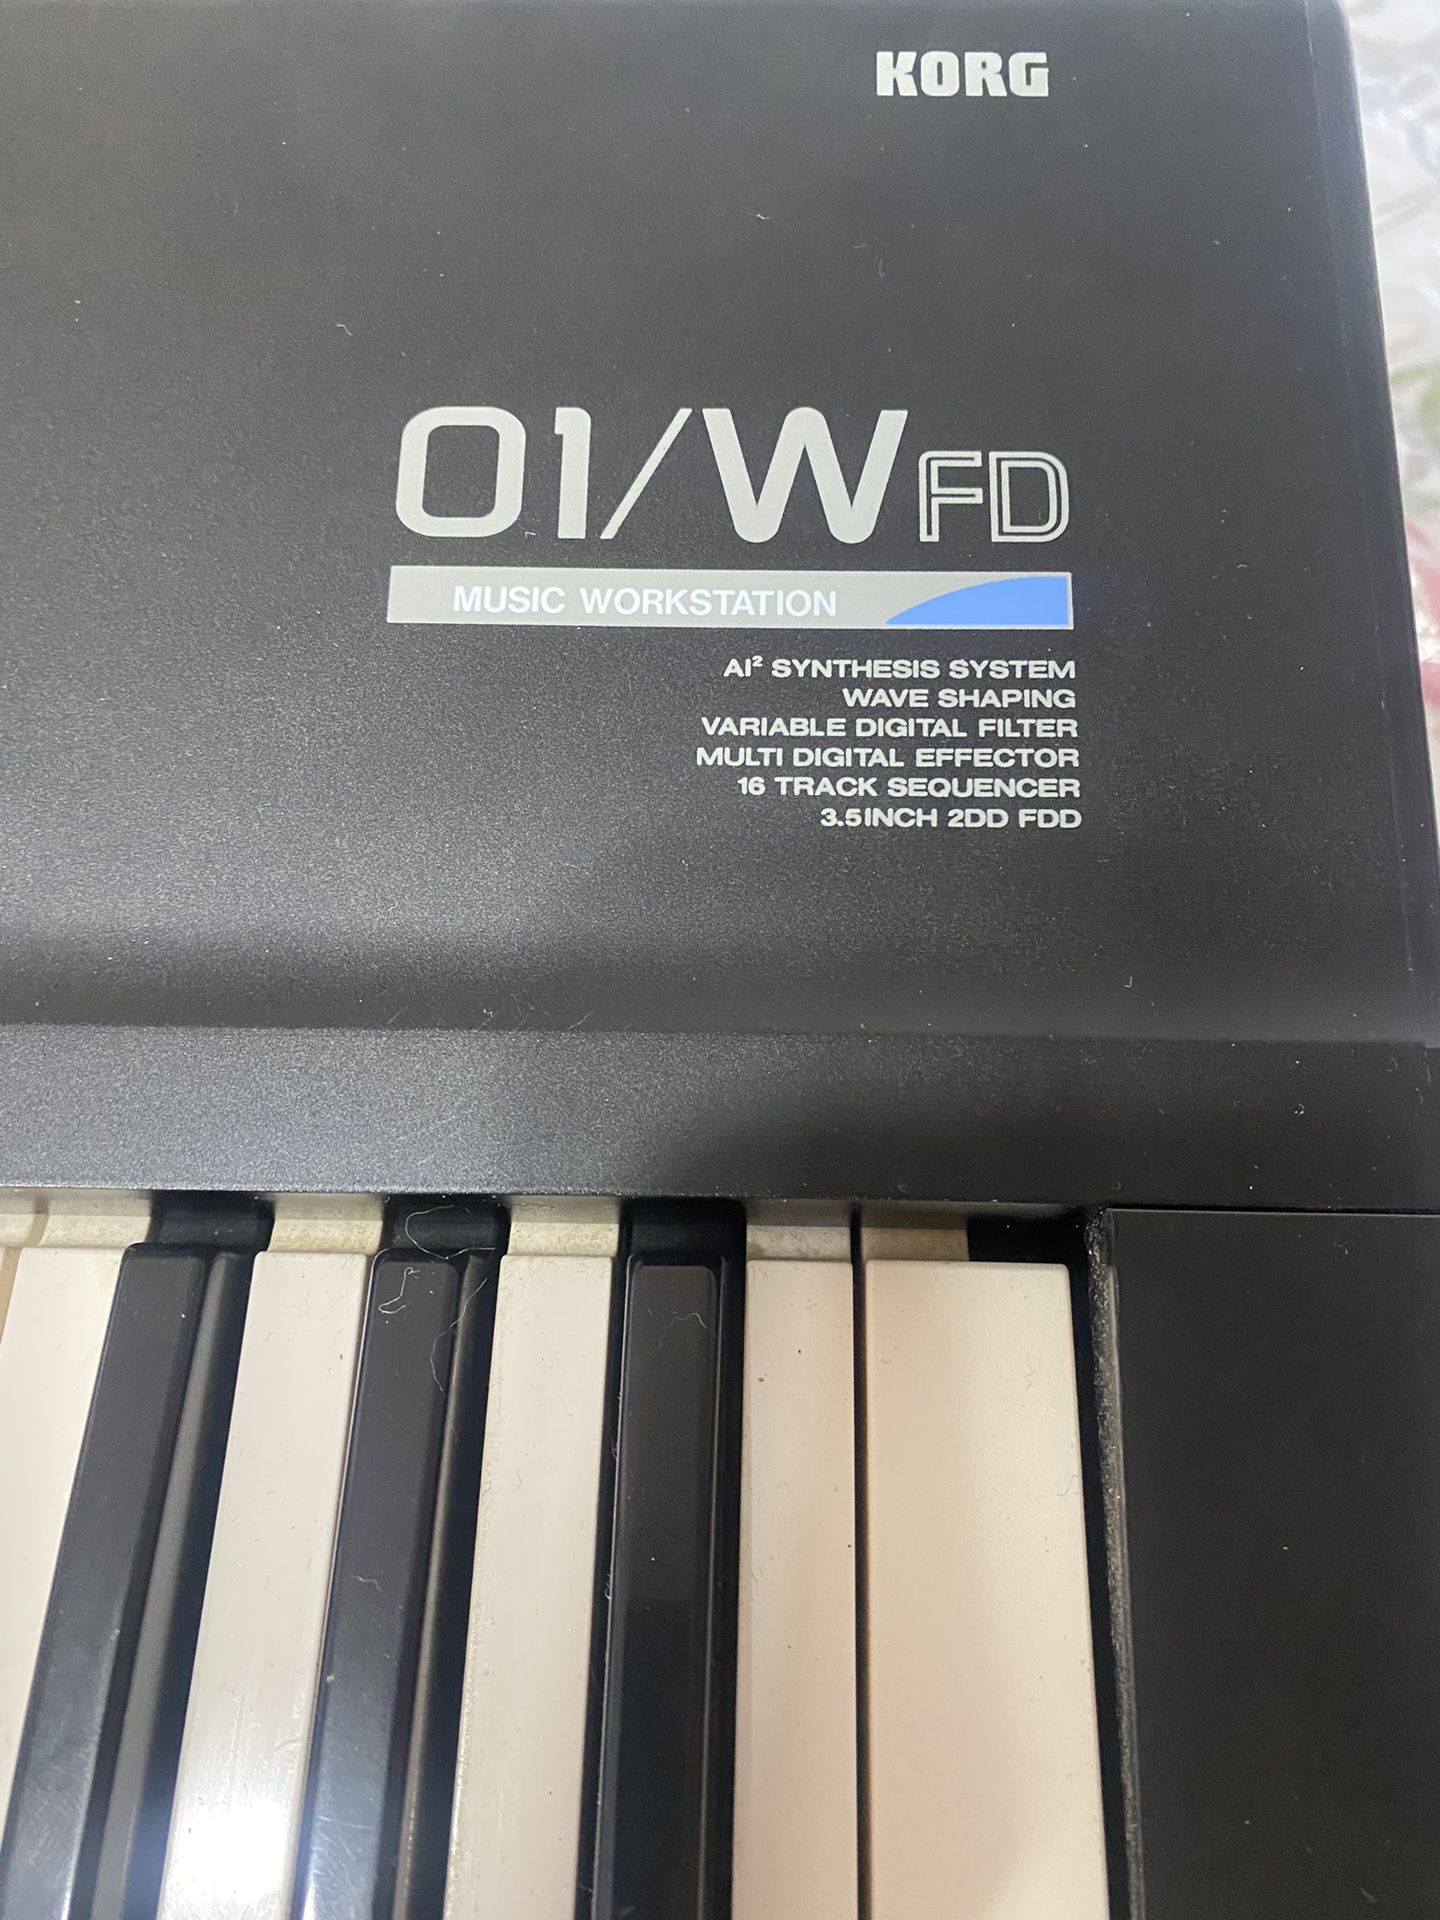 KORG
01/W FD
MUSIC WORKSTATION
AI² SYNTHESIS SYSTEM
WAVE SHAPING
VARIABLE DIGITAL FILTER
MULTI DIGITAL EFFECTOR
16 TRACK SEQUENCER
3.5INCH 2DD FDD